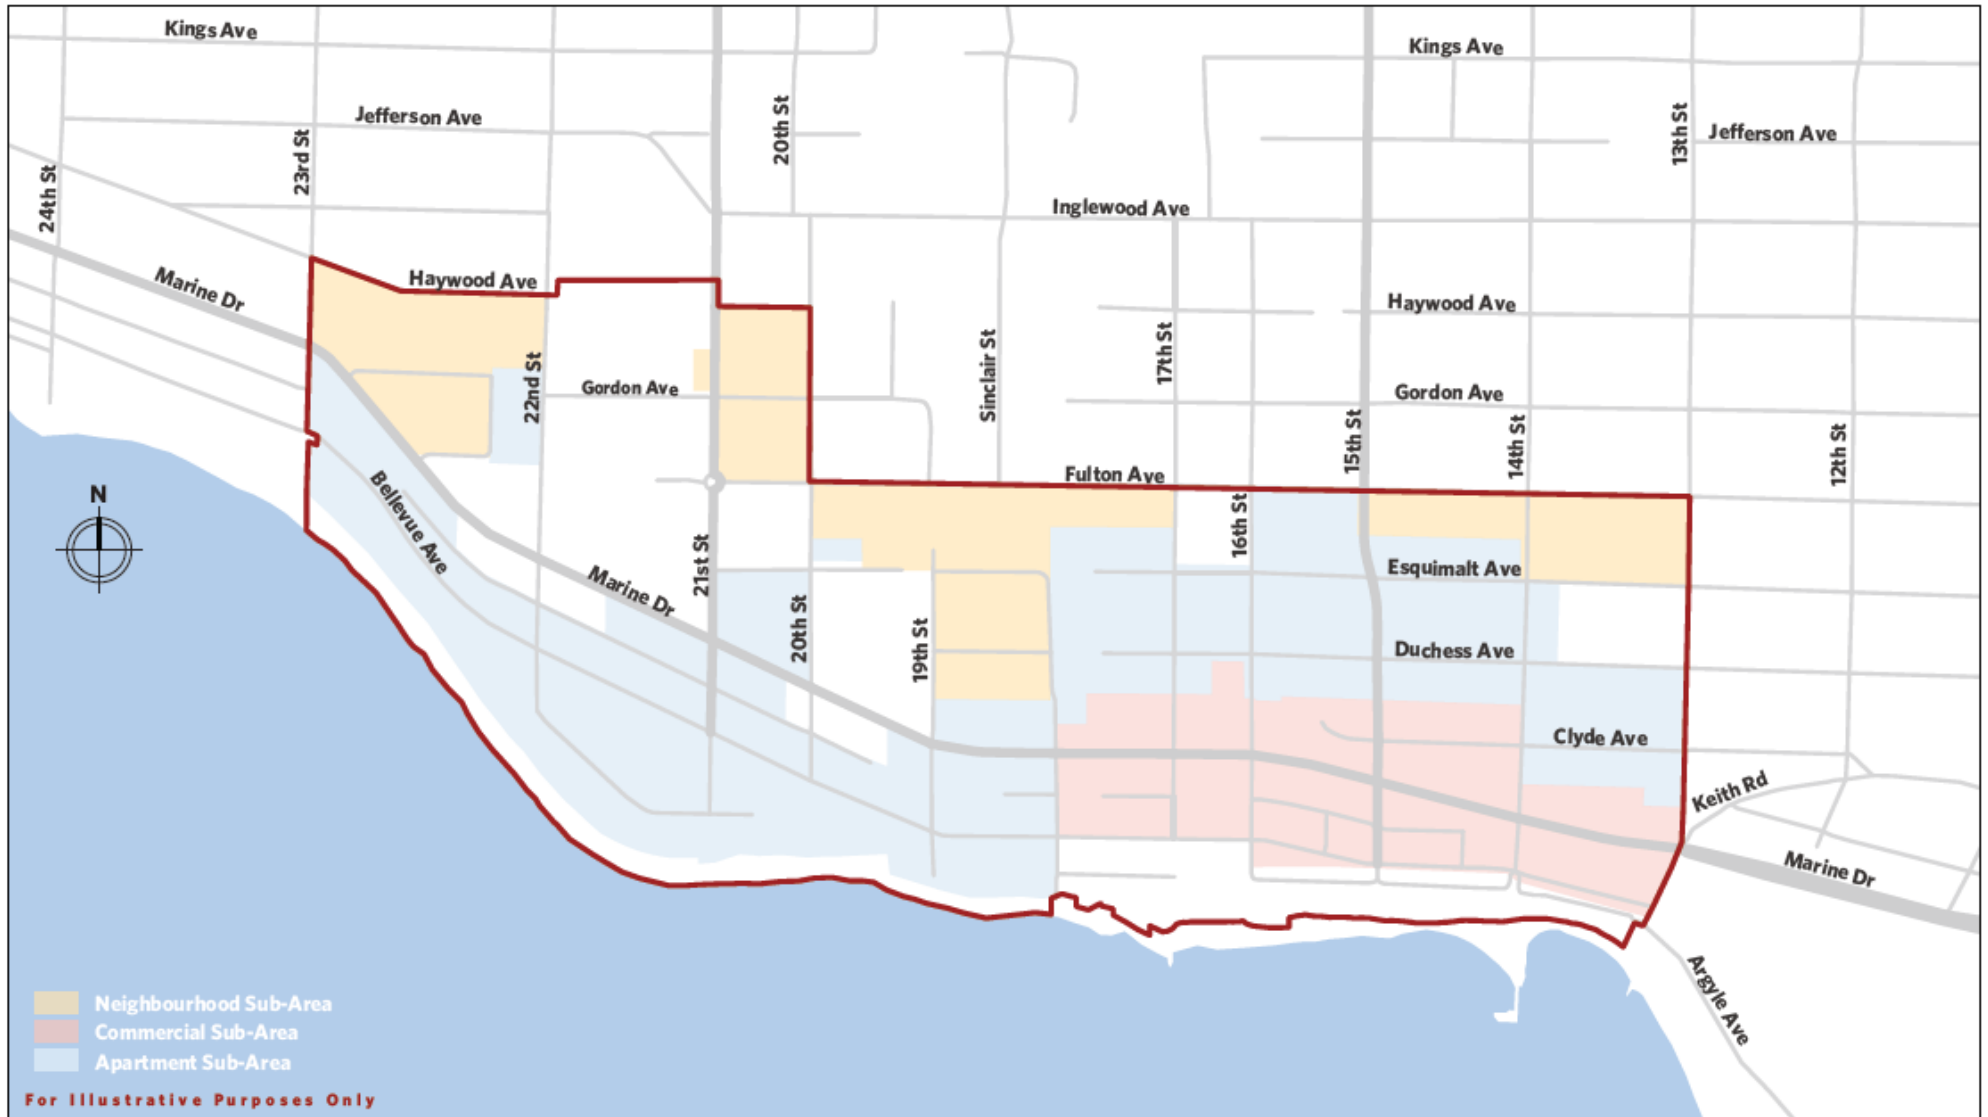 Kings Ave
Kings Ave
Jefferson Ave
20th St
13th St
Jefferson Ave
23rd St
24th St
Inglewood Ave
Marine Dr
Haywood Ave
Haywood Ave
22nd St
Gordon Ave
Sinclair St
17th St
Gordon Ave
15th St
14th St
12th St
Fulton Ave
N
Bellevue Ave
16th St
21st St
Marine Dr
Esquimalt Ave
20th St
19th St
Duchess Ave
Clyde Ave
Keith Rd
Marine Dr
Argyle Ave
Neighbourhood Sub-Area
Commercial Sub-Area
Apartment Sub-Area
For Illustrative Purposes Only